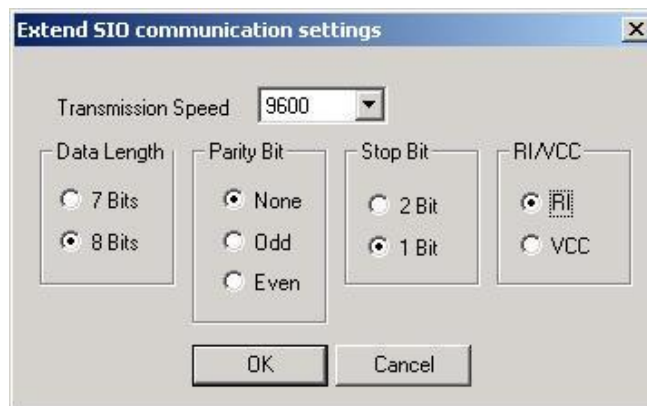 Extend SIO communication settings
Transmission Speed 9600
Data Length
7 Bits
8 Bits
Parity Bit
None
Odd
Even
Stop Bit
2 Bit
1 Bit
RI/VCC
RI
VCC
OK Cancel